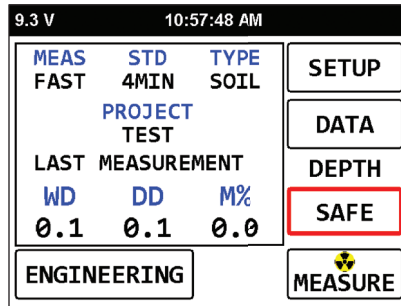 9.3 V 10:57:48 AM
MEAS STD TYPE
FAST 4MIN SOIL
PROJECT
TEST
LAST MEASUREMENT
WD DD M%
0.1 0.1 0.0
ENGINEERING
SETUP
DATA
DEPTH
SAFE
MEASURE